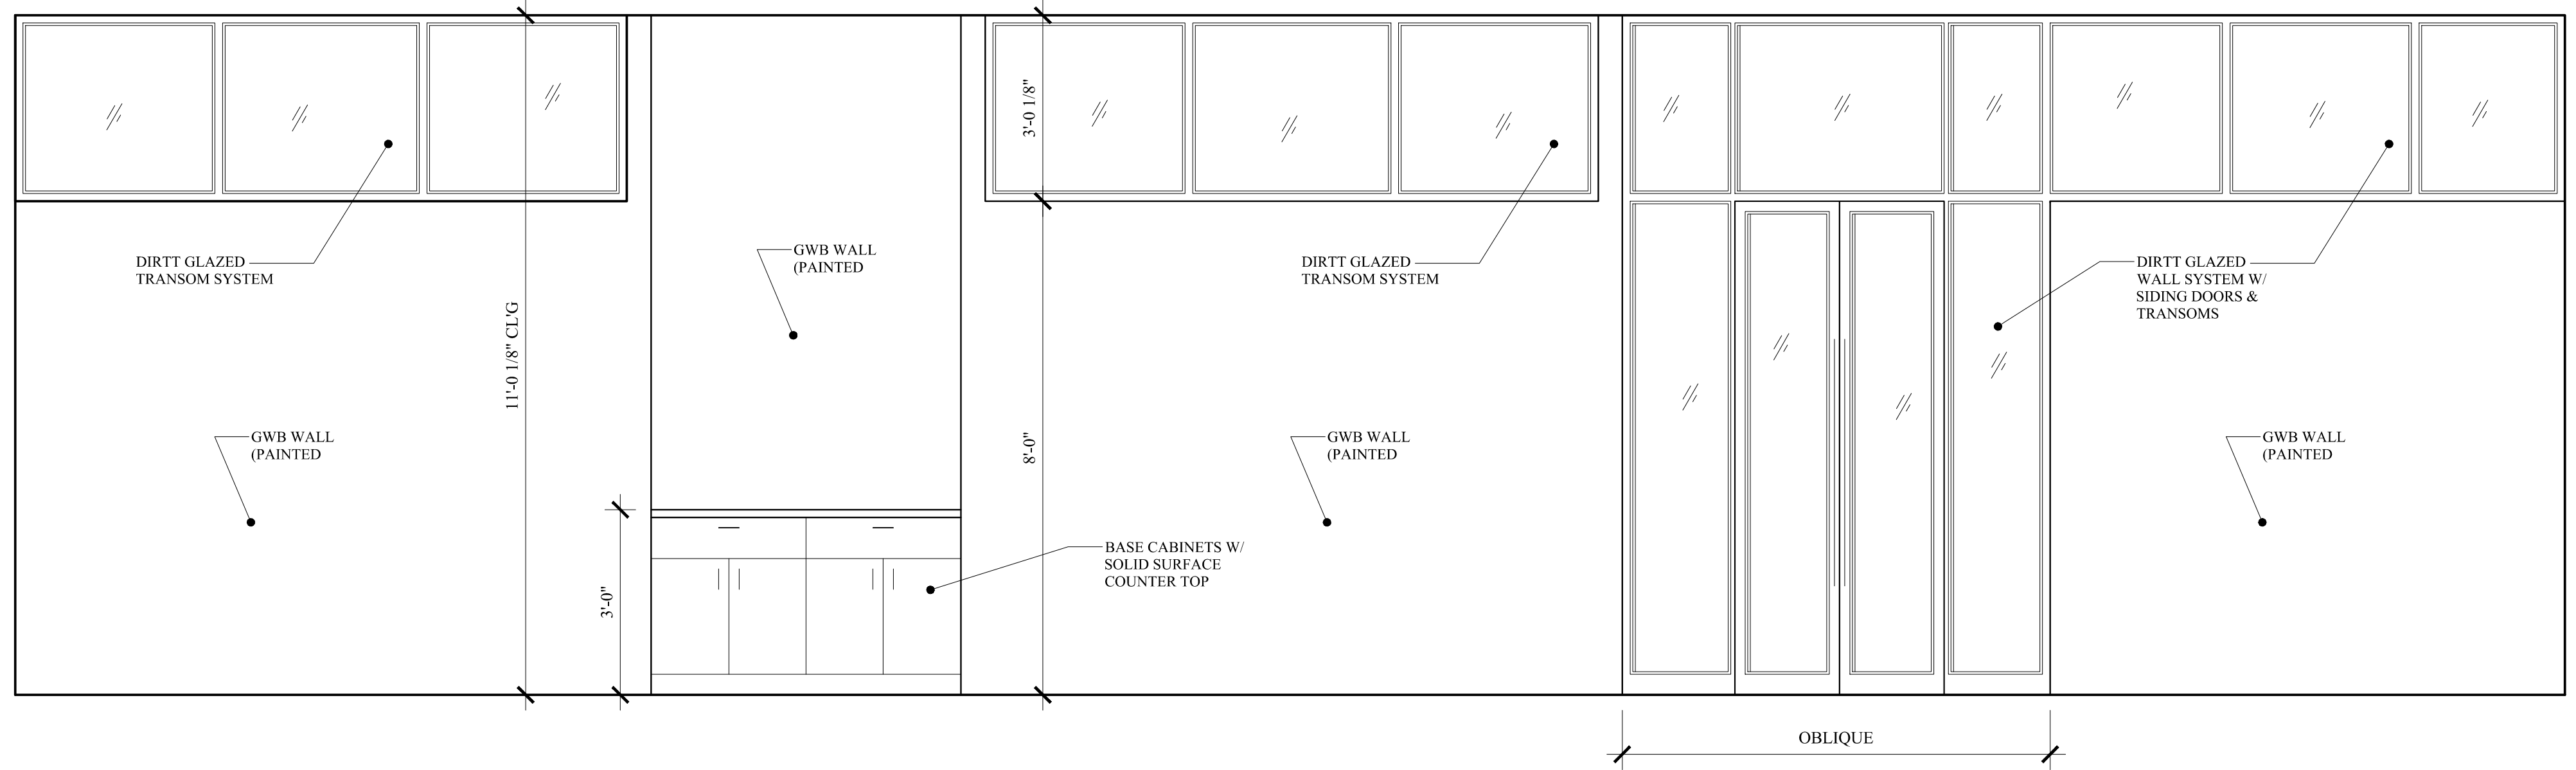 3'-0 1/8"
DIRTT GLAZED
TRANSOM SYSTEM
GWB WALL
(PAINTED
DIRTT GLAZED
TRANSOM SYSTEM
DIRTT GLAZED
WALL SYSTEM W/
SIDING DOORS &
TRANSOMS
11'-0 1/8" CL'G
GWB WALL
(PAINTED
8'-0"
GWB WALL
(PAINTED
GWB WALL
(PAINTED
3'-0"
BASE CABINETS W/
SOLID SURFACE
COUNTER TOP
OBLIQUE